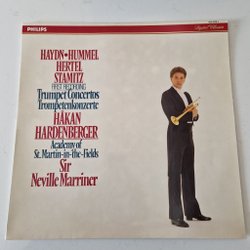 PHILIPS
Digital Classics
HAYDN • HUMMEL
HERTEL
STAMITZ
FIRST RECORDING
Trumpet Concertos
Trompetenkonzerte
HÅKAN
HARDENBERGER
Academy of
St. Martin-in-the-Fields
Sir
Neville Marriner